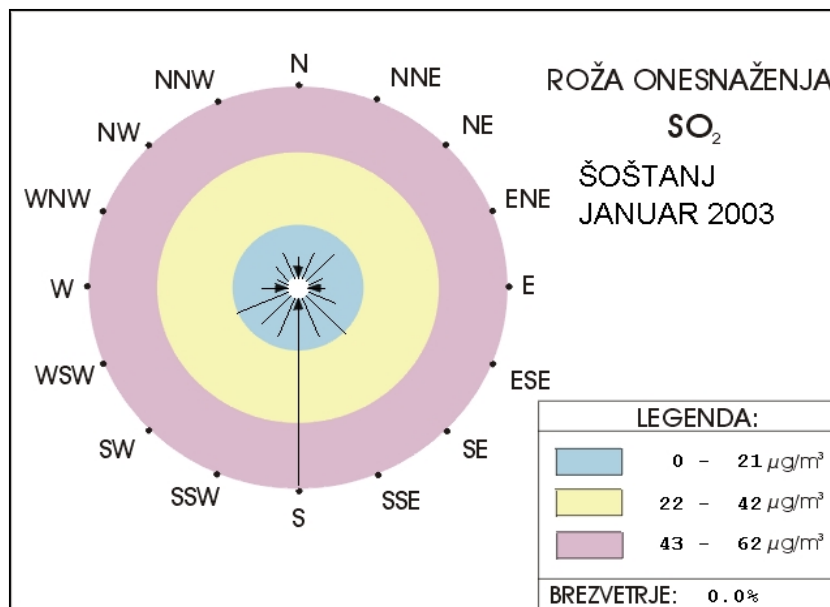 N
NNW
NNE
NW
NE
WNW
ENE
W
E
WSW
ESE
SW
SE
SSW
SSE
S
ROŽA ONESNAŽENJA
SO₂
ŠOŠTANJ
JANUAR 2003
LEGENDA:
0 - 21 µg/m³
22 - 42 µg/m³
43 - 62 µg/m³
BREZVETRJE: 0.0%